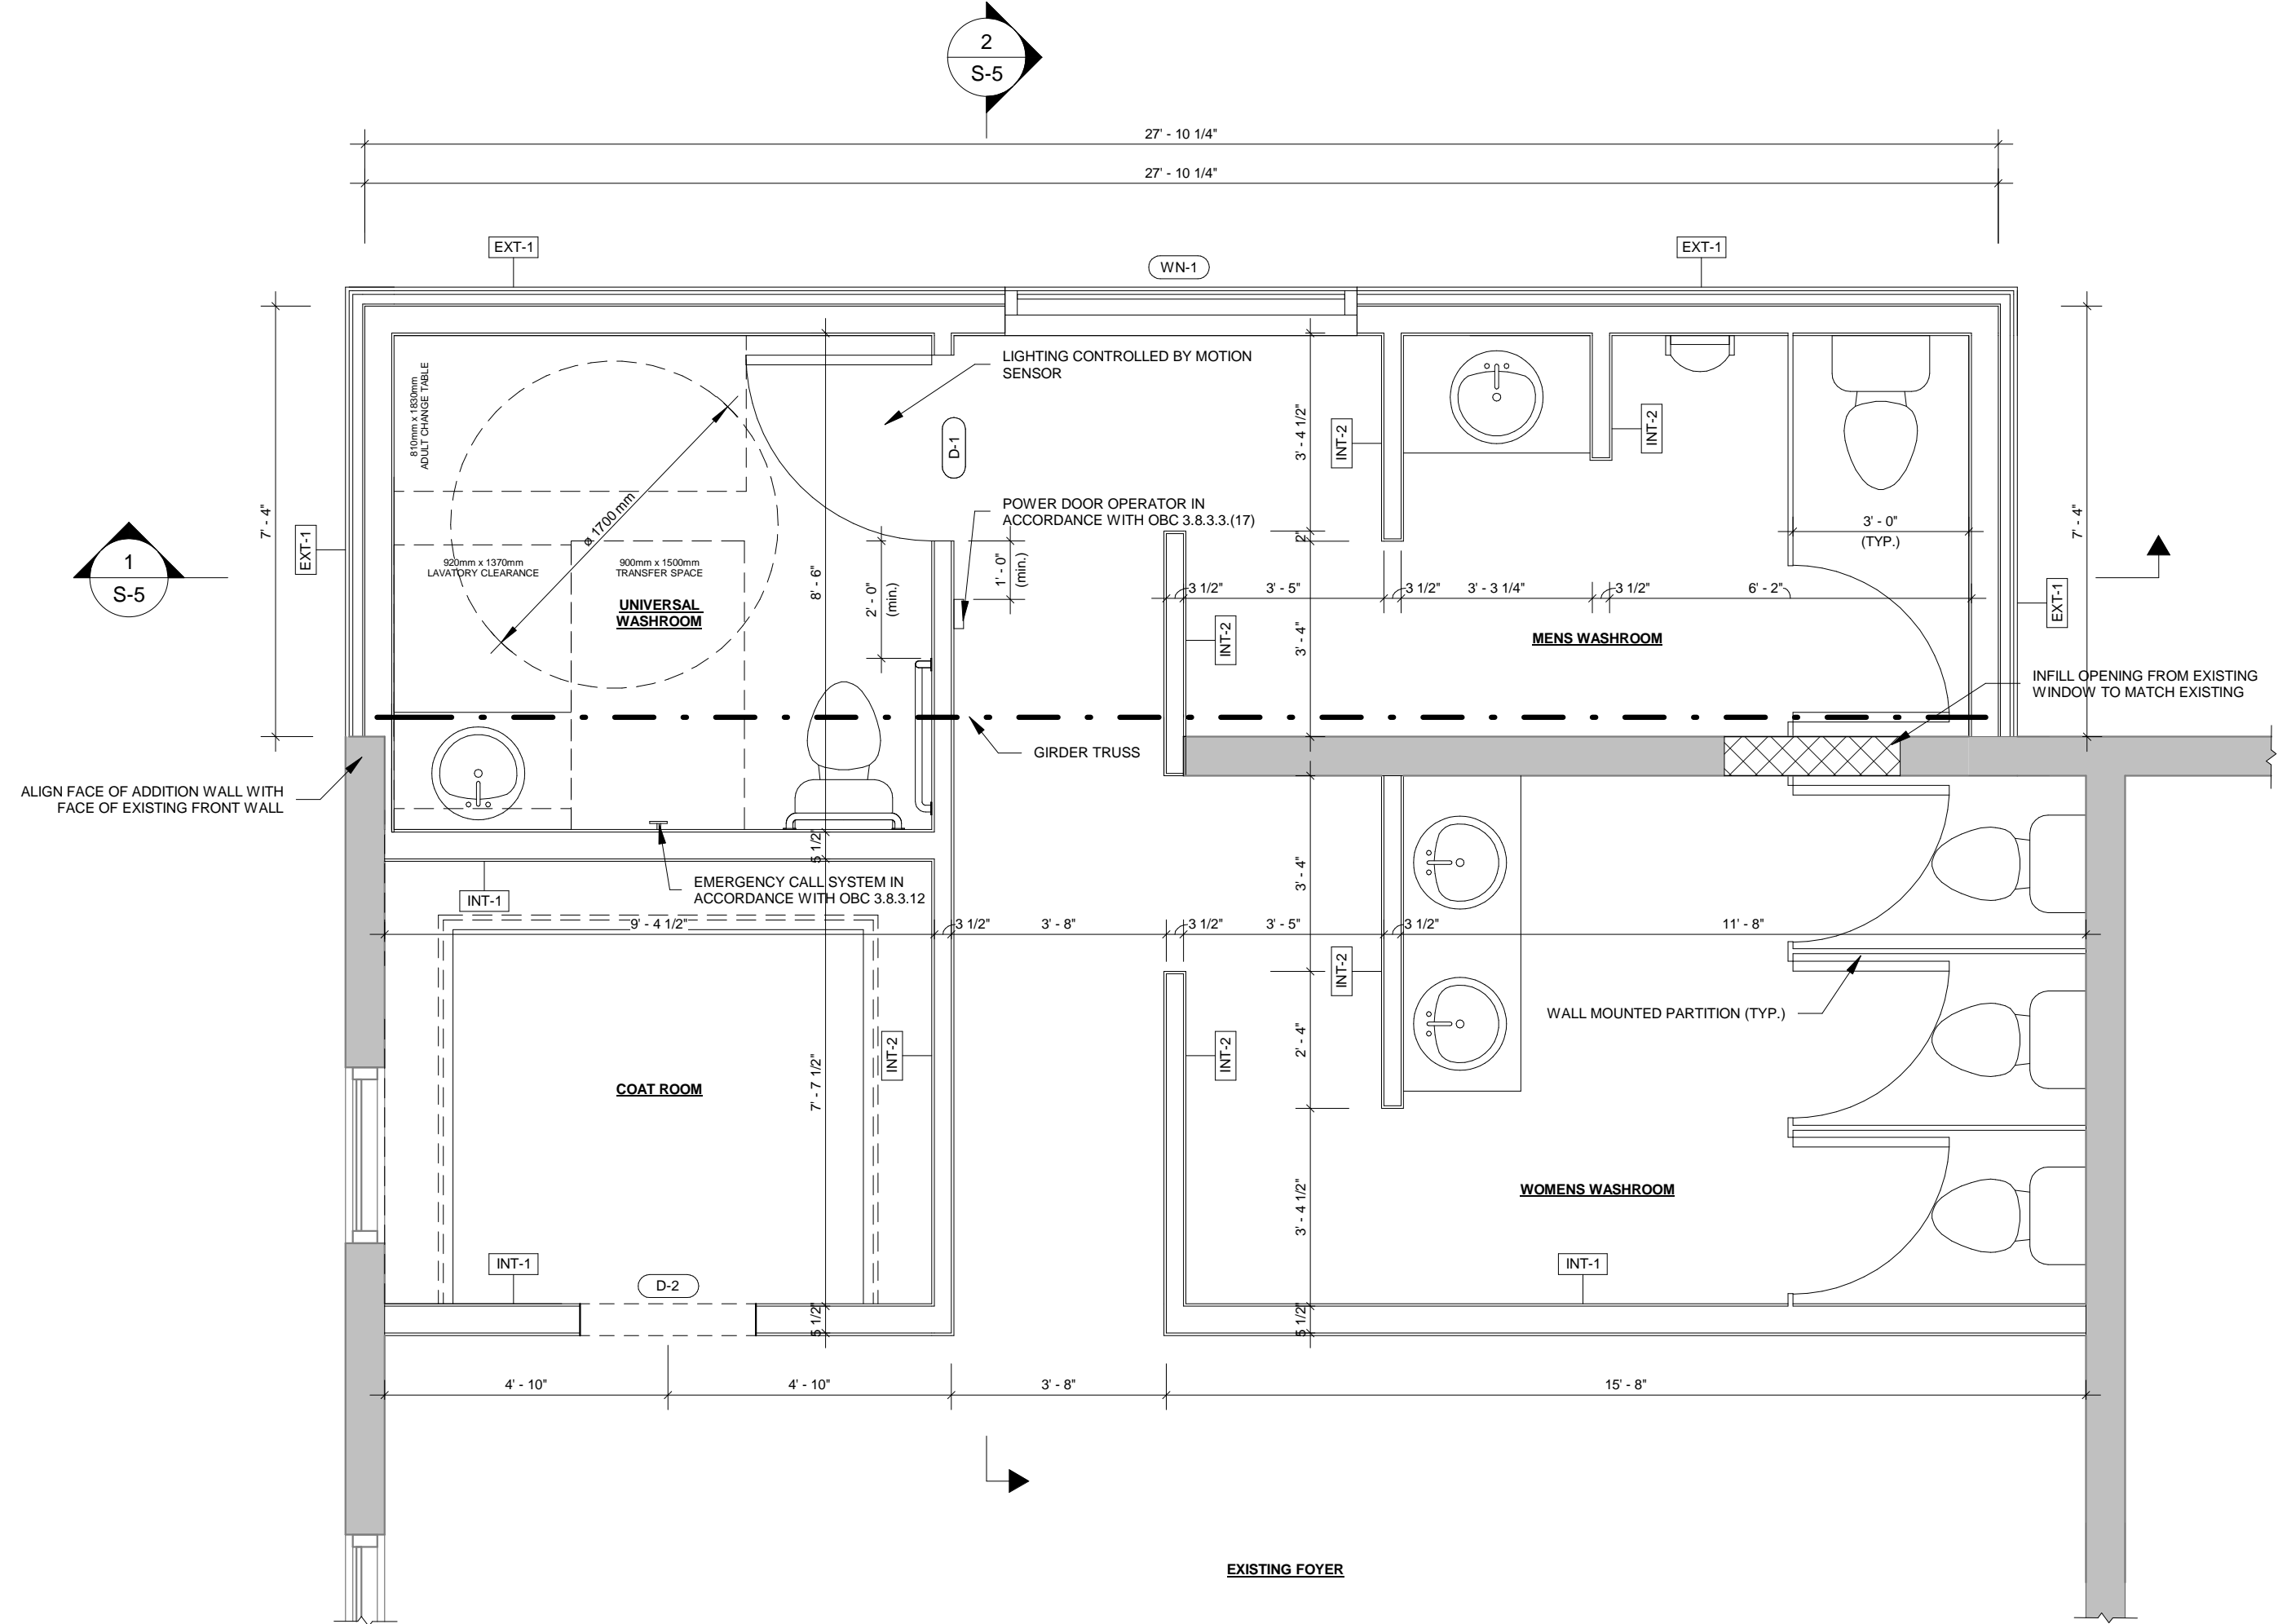 2
S-5
27' - 10 1/4"
27' - 10 1/4"
EXT-1
EXT-1
WN-1
LIGHTING CONTROLLED BY MOTION
SENSOR
810mm x 1830mm
ADULT CHANGE TABLE
D-1
3' - 4 1/2"
INT-2
INT-2
POWER DOOR OPERATOR IN
ACCORDANCE WITH OBC 3.8.3.3.(17)
7' - 4"
EXT-1
1
S-5
ø 1700 mm
920mm x 1370mm
LAVATORY CLEARANCE
900mm x 1500mm
TRANSFER SPACE
UNIVERSAL
WASHROOM
8' - 6"
2' - 0"
(min.)
1' - 0"
(min.)
2"
3' - 0"
(TYP.)
7' - 4"
3 1/2"
3' - 5"
3 1/2"
3' - 3 1/4"
3 1/2"
6' - 2"
EXT-1
INT-2
3' - 4"
MENS WASHROOM
INFILL OPENING FROM EXISTING
WINDOW TO MATCH EXISTING
GIRDER TRUSS
ALIGN FACE OF ADDITION WALL WITH
FACE OF EXISTING FRONT WALL
5 1/2"
EMERGENCY CALL SYSTEM IN
ACCORDANCE WITH OBC 3.8.3.12
INT-1
3' - 4"
9' - 4 1/2"
3 1/2"
3' - 8"
3 1/2"
3' - 5"
3 1/2"
11' - 8"
INT-2
WALL MOUNTED PARTITION (TYP.)
INT-2
INT-2
2' - 4"
COAT ROOM
7' - 7 1/2"
WOMENS WASHROOM
3' - 4 1/2"
INT-1
D-2
INT-1
5 1/2"
5 1/2"
4' - 10"
4' - 10"
3' - 8"
15' - 8"
EXISTING FOYER